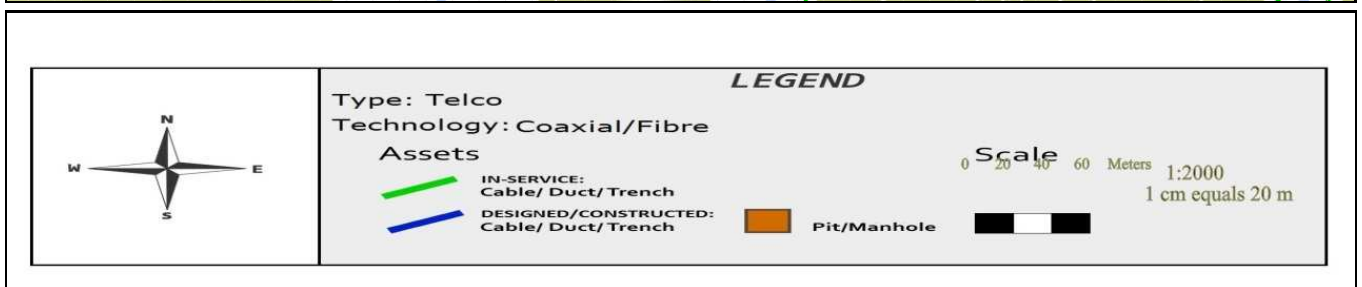 LEGEND
Type: Telco
Technology: Coaxial/Fibre
N
W
E
S
Assets
IN-SERVICE:
Cable/ Duct/ Trench
DESIGNED/CONSTRUCTED:
Cable/ Duct/ Trench
Pit/Manhole
Scale
0 20 40 60 Meters
1:2000
1 cm equals 20 m